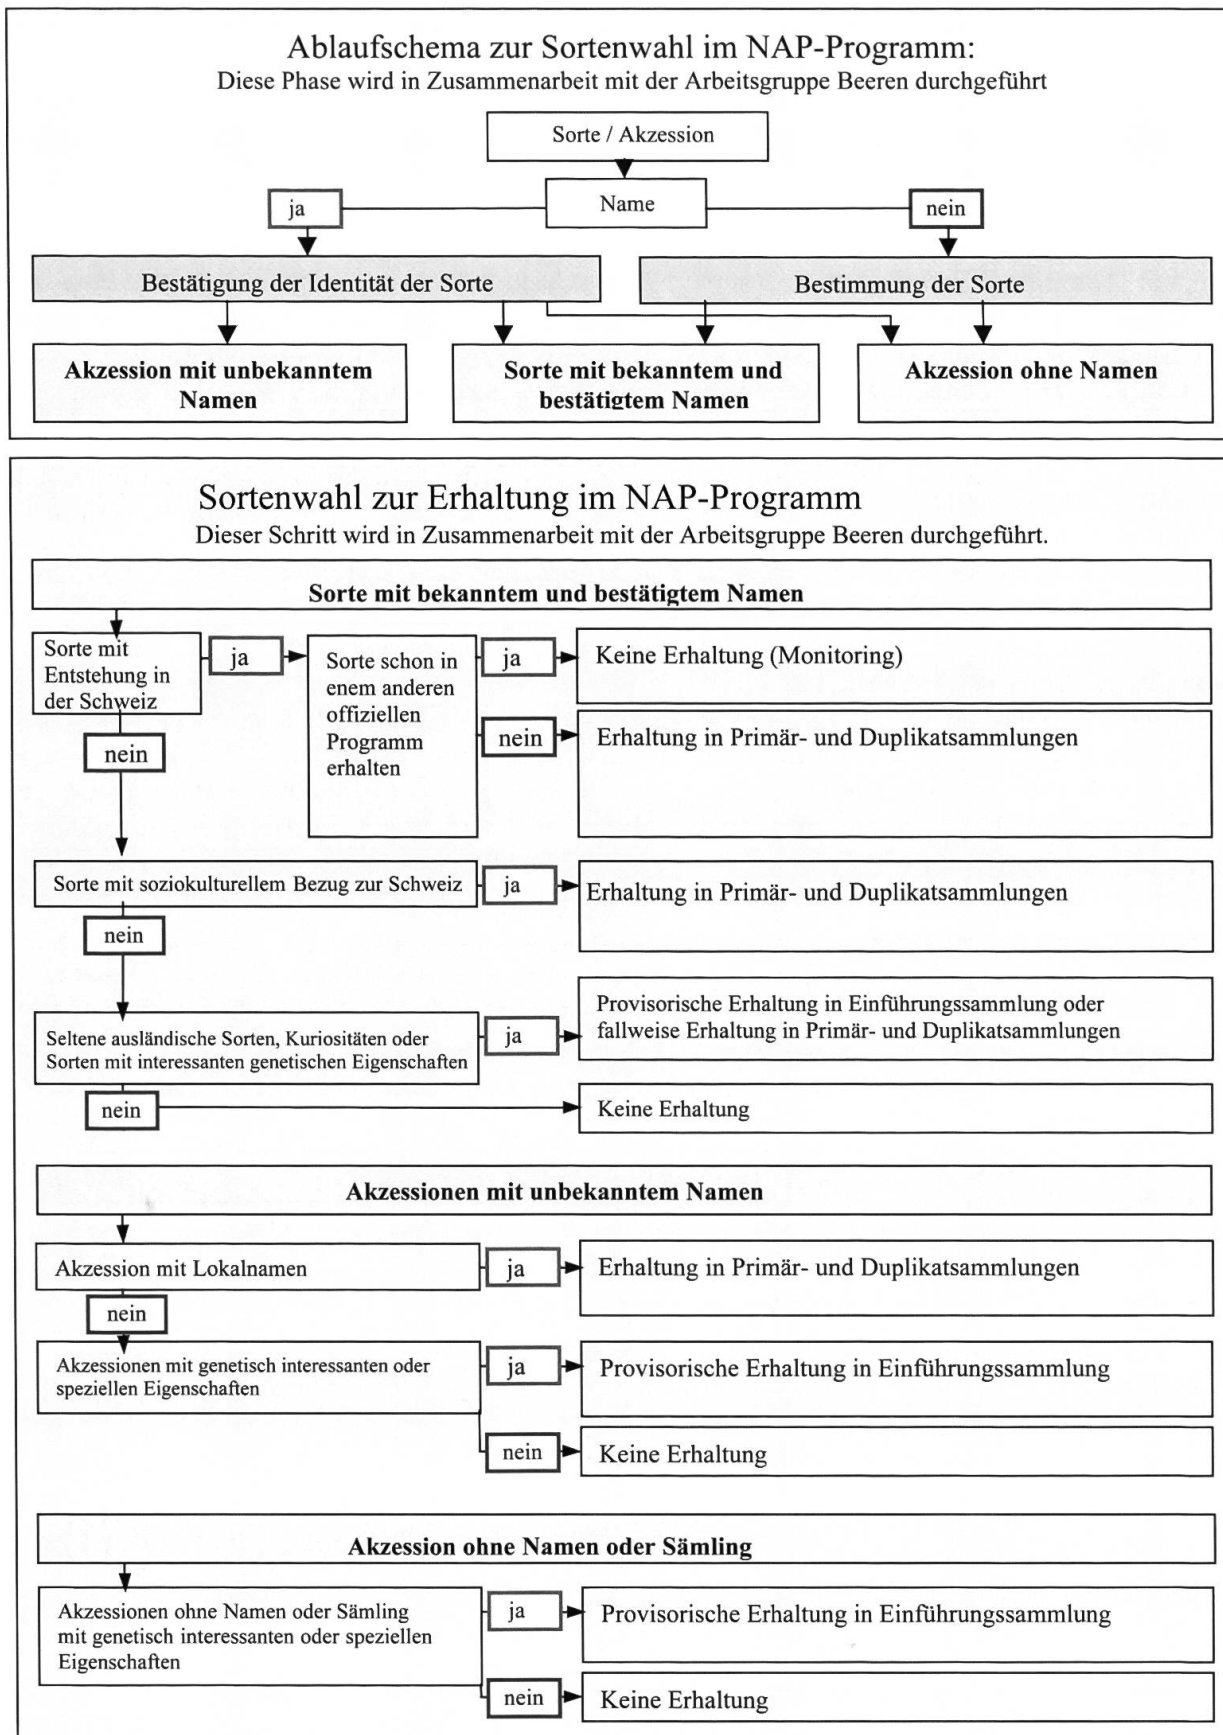 Ablaufschema zur Sortenwahl im NAP-Programm:
Diese Phase wird in Zusammenarbeit mit der Arbeitsgruppe Beeren durchgeführt
Sorte / Akzession
ja
Name
nein
Bestätigung der Identität der Sorte
Bestimmung der Sorte
Akzession mit unbekanntem
Namen
Sorte mit bekanntem und
bestätigtem Namen
Akzession ohne Namen
Sortenwahl zur Erhaltung im NAP-Programm
Dieser Schritt wird in Zusammenarbeit mit der Arbeitsgruppe Beeren durchgeführt.
Sorte mit bekanntem und bestätigtem Namen
Sorte mit
Entstehung in
der Schweiz
ja
Sorte schon in
enem anderen
offiziellen
Programm
erhalten
ja
Keine Erhaltung (Monitoring)
nein
Erhaltung in Primär- und Duplikatsammlungen
nein
Sorte mit soziokulturellem Bezug zur Schweiz
ja
Erhaltung in Primär- und Duplikatsammlungen
nein
Seltene ausländische Sorten, Kuriositäten oder
Sorten mit interessanten genetischen Eigenschaften
ja
Provisorische Erhaltung in Einführungssammlung oder
fallweise Erhaltung in Primär- und Duplikatsammlungen
nein
Keine Erhaltung
Akzessionen mit unbekanntem Namen
Akzession mit Lokalnamen
ja
Erhaltung in Primär- und Duplikatsammlungen
nein
Akzessionen mit genetisch interessanten oder
speziellen Eigenschaften
ja
Provisorische Erhaltung in Einführungssammlung
nein
Keine Erhaltung
Akzession ohne Namen oder Sämling
Akzessionen ohne Namen oder Sämling
mit genetisch interessanten oder speziellen
Eigenschaften
ja
Provisorische Erhaltung in Einführungssammlung
nein
Keine Erhaltung